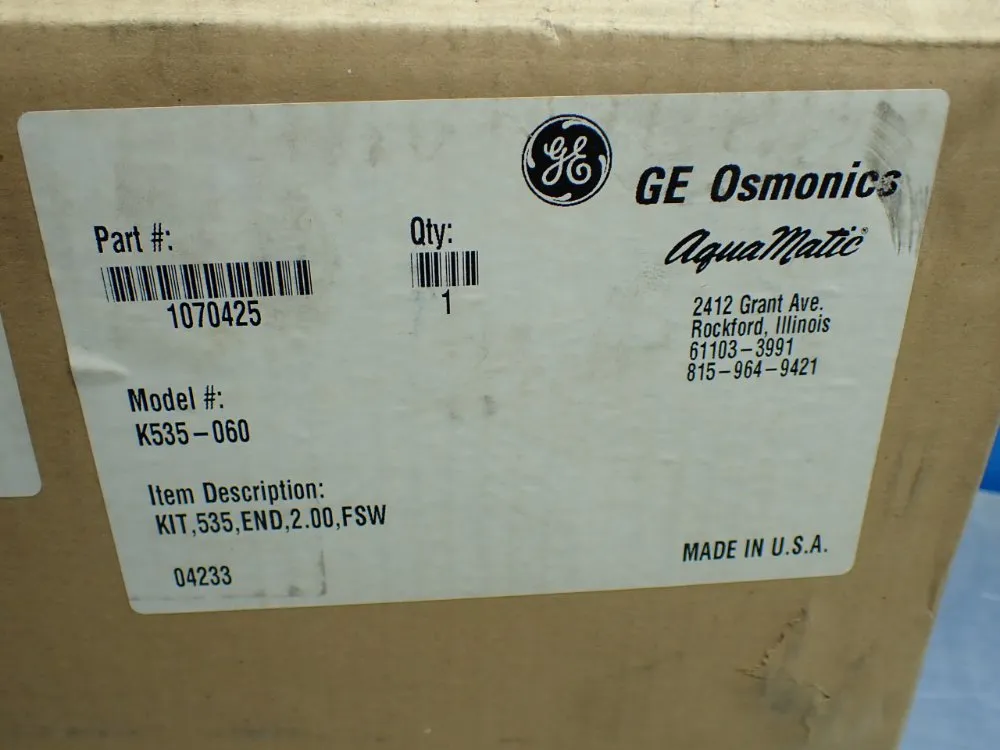 GE
GE Osmonics
AquaMatic®
2412 Grant Ave.
Rockford, Illinois
61103-3991
815-964-9421
Part #:
1070425
Qty:
1
Model #:
K535-060
Item Description:
KIT,535,END,2.00,FSW
04233
MADE IN U.S.A.